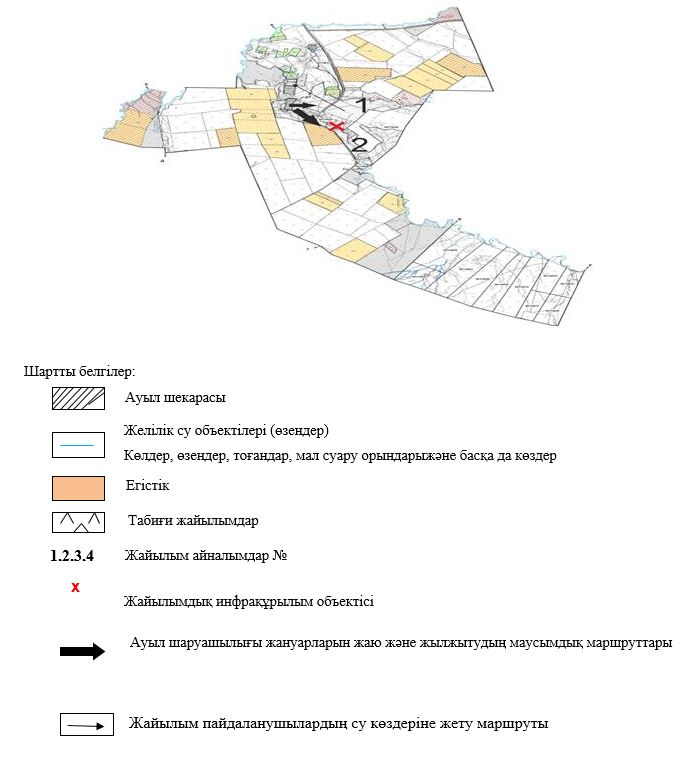 1
2
Шартты белгілер:
Ауыл шекарасы
Желілік су объектілері (өзендер)
Көлдер, өзендер, тоғандар, мал суару орындарыжәне басқа да көздер
Егістік
Табиғи жайылымдар
1.2.3.4 Жайылым айналымдар №
X
Жайылымдық инфрақұрылым объектісі
Ауыл шаруашылығы жануарларын жаю және жылжытудың маусымдық маршруттары
Жайылым пайдаланушылардың су көздеріне жету маршруты